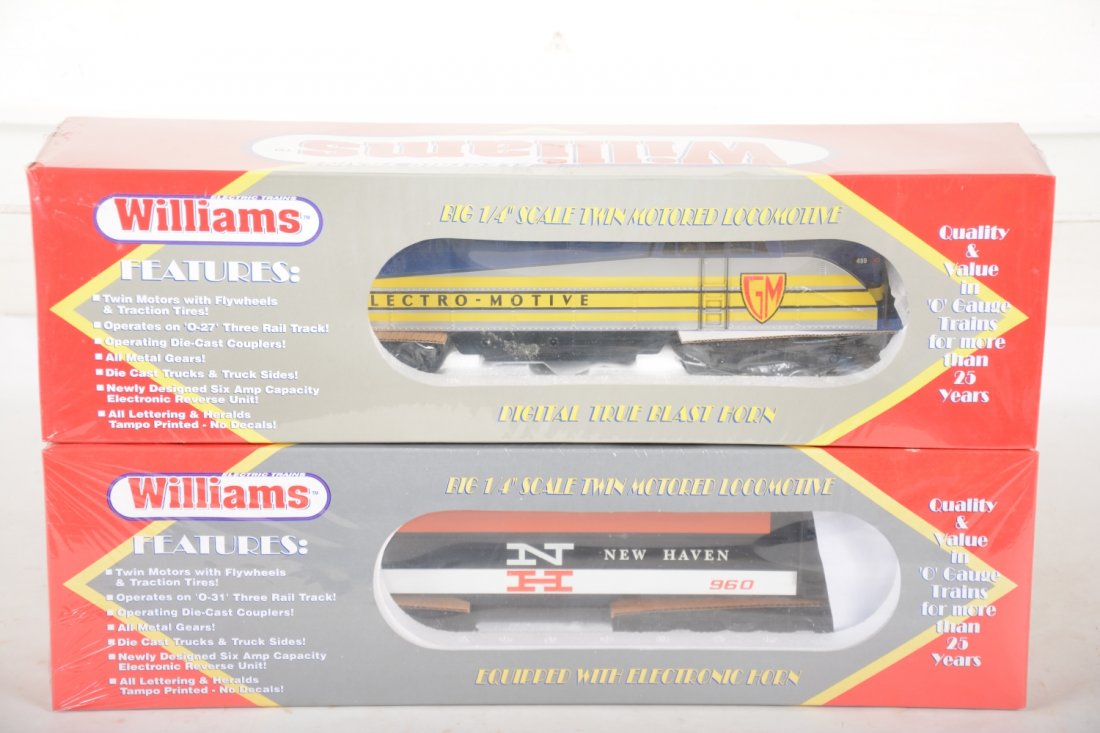 Williams
ELECTRIC TRAINS
Williams™
FEATURES:
▪ Twin Motors with Flywheels
& Traction Tires!
▪ Operates on 'O-27' Three Rail Track!
▪ Operating Die-Cast Couplers!
▪ All Metal Gears!
▪ Die Cast Trucks & Truck Sides!
▪ Newly Designed Six Amp Capacity
Electronic Reverse Unit!
▪ All Lettering & Heralds
Tampo Printed - No Decals!
BIG 1/4" SCALE TWIN MOTORED LOCOMOTIVE
489
LECTRO-MOTIVE
GM
DIGITAL TRUE BLAST HORN
Quality
&
Value
in
'O' Gauge
Trains
for more
than
25
Years
ELECTRIC TRAINS
Williams™
FEATURES:
▪ Twin Motors with Flywheels
& Traction Tires!
▪ Operates on 'O-31' Three Rail Track!
▪ Operating Die-Cast Couplers!
▪ All Metal Gears!
▪ Die Cast Trucks & Truck Sides!
▪ Newly Designed Six Amp Capacity
Electronic Reverse Unit!
▪ All Lettering & Heralds
Tampo Printed - No Decals!
BIG 1/4" SCALE TWIN MOTORED LOCOMOTIVE
N
H
NEW HAVEN
960
EQUIPPED WITH ELECTRONIC HORN
Quality
&
Value
in
'O' Gauge
Trains
for more
than
25
Years